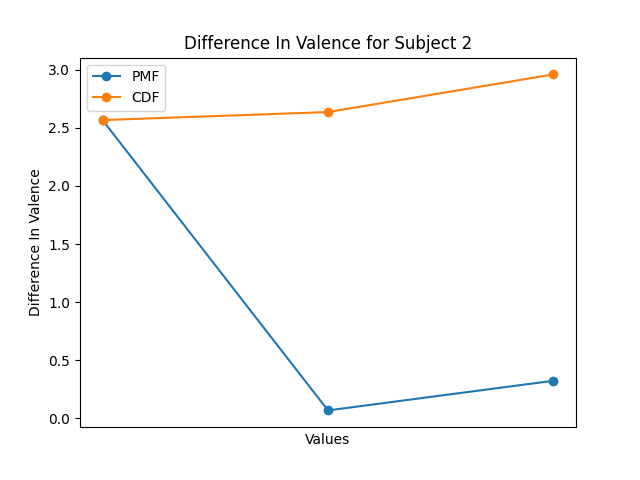 Difference In Valence for Subject 2
PMF
CDF
3.0
2.5
2.0
1.5
1.0
0.5
0.0
Difference In Valence
Values